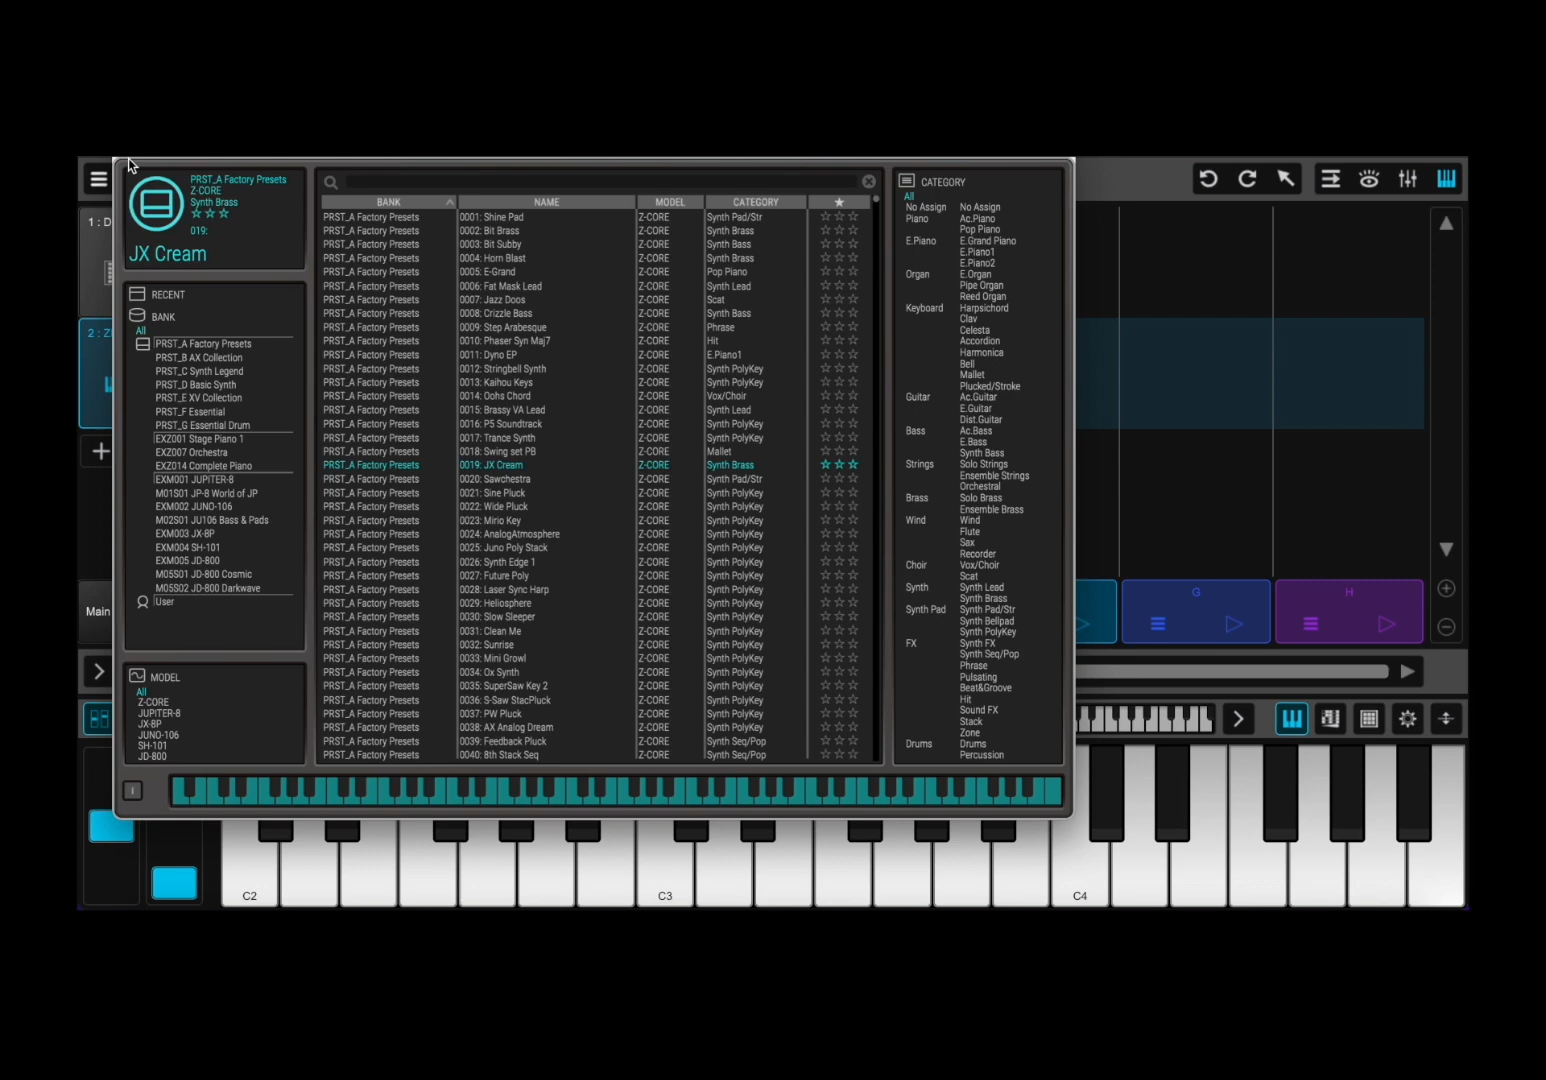 PRST_A Factory Presets
Z-CORE
Synth Brass
☆☆☆
019:
JX Cream
RECENT
BANK
All
PRST_A Factory Presets
PRST_B AX Collection
PRST_C Synth Legend
PRST_D Basic Synth
PRST_E XV Collection
PRST_F Essential
PRST_G Essential Drum
EXZ001 Stage Piano 1
EXZ007 Orchestra
EXZ014 Complete Piano
EXM001 JUPITER-8
M01S01 JP-8 World of JP
EXM002 JUNO-106
M02S01 JU106 Bass & Pads
EXM003 JX-8P
EXM004 SH-101
EXM005 JD-800
M05S01 JD-800 Cosmic
M05S02 JD-800 Darkwave
User
MODEL
All
Z-CORE
JUPITER-8
JX-8P
JUNO-106
SH-101
JD-800
BANK NAME MODEL CATEGORY ★
PRST_A Factory Presets 0001: Shine Pad Z-CORE Synth Pad/Str ☆☆☆
PRST_A Factory Presets 0002: Bit Brass Z-CORE Synth Brass ☆☆☆
PRST_A Factory Presets 0003: Bit Subby Z-CORE Synth Bass ☆☆☆
PRST_A Factory Presets 0004: Horn Blast Z-CORE Synth Brass ☆☆☆
PRST_A Factory Presets 0005: E-Grand Z-CORE Pop Piano ☆☆☆
PRST_A Factory Presets 0006: Fat Mask Lead Z-CORE Synth Lead ☆☆☆
PRST_A Factory Presets 0007: Jazz Doos Z-CORE Scat ☆☆☆
PRST_A Factory Presets 0008: Crizzle Bass Z-CORE Synth Bass ☆☆☆
PRST_A Factory Presets 0009: Step Arabesque Z-CORE Phrase ☆☆☆
PRST_A Factory Presets 0010: Phaser Syn Maj7 Z-CORE Hit ☆☆☆
PRST_A Factory Presets 0011: Dyno EP Z-CORE E.Piano1 ☆☆☆
PRST_A Factory Presets 0012: Stringbell Synth Z-CORE Synth PolyKey ☆☆☆
PRST_A Factory Presets 0013: Kaihou Keys Z-CORE Synth PolyKey ☆☆☆
PRST_A Factory Presets 0014: Oohs Chord Z-CORE Vox/Choir ☆☆☆
PRST_A Factory Presets 0015: Brassy VA Lead Z-CORE Synth Lead ☆☆☆
PRST_A Factory Presets 0016: P5 Soundtrack Z-CORE Synth PolyKey ☆☆☆
PRST_A Factory Presets 0017: Trance Synth Z-CORE Synth PolyKey ☆☆☆
PRST_A Factory Presets 0018: Swing set PB Z-CORE Mallet ☆☆☆
PRST_A Factory Presets 0019: JX Cream Z-CORE Synth Brass ☆☆☆
PRST_A Factory Presets 0020: Sawchestra Z-CORE Synth Pad/Str ☆☆☆
PRST_A Factory Presets 0021: Sine Pluck Z-CORE Synth PolyKey ☆☆☆
PRST_A Factory Presets 0022: Wide Pluck Z-CORE Synth PolyKey ☆☆☆
PRST_A Factory Presets 0023: Mirio Key Z-CORE Synth PolyKey ☆☆☆
PRST_A Factory Presets 0024: AnalogAtmosphere Z-CORE Synth PolyKey ☆☆☆
PRST_A Factory Presets 0025: Juno Poly Stack Z-CORE Synth PolyKey ☆☆☆
PRST_A Factory Presets 0026: Synth Edge 1 Z-CORE Synth PolyKey ☆☆☆
PRST_A Factory Presets 0027: Future Poly Z-CORE Synth PolyKey ☆☆☆
PRST_A Factory Presets 0028: Laser Sync Harp Z-CORE Synth PolyKey ☆☆☆
PRST_A Factory Presets 0029: Heliosphere Z-CORE Synth PolyKey ☆☆☆
PRST_A Factory Presets 0030: Slow Sleeper Z-CORE Synth PolyKey ☆☆☆
PRST_A Factory Presets 0031: Clean Me Z-CORE Synth PolyKey ☆☆☆
PRST_A Factory Presets 0032: Sunrise Z-CORE Synth PolyKey ☆☆☆
PRST_A Factory Presets 0033: Mini Growl Z-CORE Synth PolyKey ☆☆☆
PRST_A Factory Presets 0034: Ox Synth Z-CORE Synth PolyKey ☆☆☆
PRST_A Factory Presets 0035: SuperSaw Key 2 Z-CORE Synth PolyKey ☆☆☆
PRST_A Factory Presets 0036: S-Saw StacPluck Z-CORE Synth PolyKey ☆☆☆
PRST_A Factory Presets 0037: PW Pluck Z-CORE Synth PolyKey ☆☆☆
PRST_A Factory Presets 0038: AX Analog Dream Z-CORE Synth PolyKey ☆☆☆
PRST_A Factory Presets 0039: Feedback Pluck Z-CORE Synth Seq/Pop ☆☆☆
PRST_A Factory Presets 0040: 8th Stack Seq Z-CORE Synth Seq/Pop ☆☆☆
CATEGORY
All
No Assign No Assign
Piano Ac.Piano
Pop Piano
E.Piano E.Grand Piano
E.Piano1
E.Piano2
Organ E.Organ
Pipe Organ
Reed Organ
Keyboard Harpsichord
Clav
Celesta
Accordion
Harmonica
Bell
Mallet
Plucked/Stroke
Guitar Ac.Guitar
E.Guitar
Dist.Guitar
Bass Ac.Bass
E.Bass
Synth Bass
Strings Solo Strings
Ensemble Strings
Orchestral
Brass Solo Brass
Ensemble Brass
Wind Wind
Flute
Sax
Recorder
Choir Vox/Choir
Scat
Synth Synth Lead
Synth Brass
Synth Pad Synth Pad/Str
Synth Bellpad
Synth PolyKey
FX Synth FX
Synth Seq/Pop
Phrase
Pulsating
Beat&Groove
Hit
Sound FX
Stack
Zone
Drums Drums
Percussion
i
1 : D
2 : Z
Main
G
H
C2
C3
C4